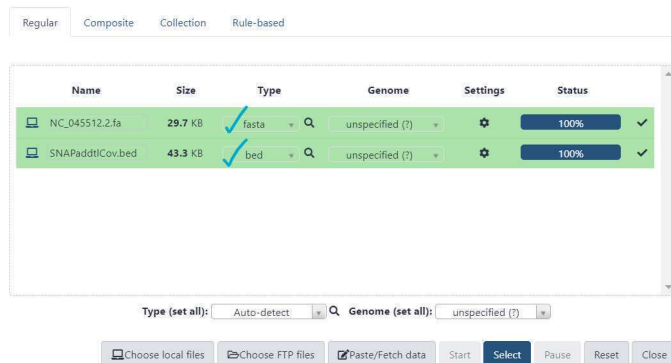 Regular Composite Collection Rule-based
Name Size Type Genome Settings Status
NC_045512.2.fa 29.7 KB fasta unspecified (?) 100%
SNAPaddtlCov.bed 43.3 KB bed unspecified (?) 100%
Type (set all): Auto-detect Genome (set all): unspecified (?)
Choose local files Choose FTP files Paste/Fetch data Start Select Pause Reset Close